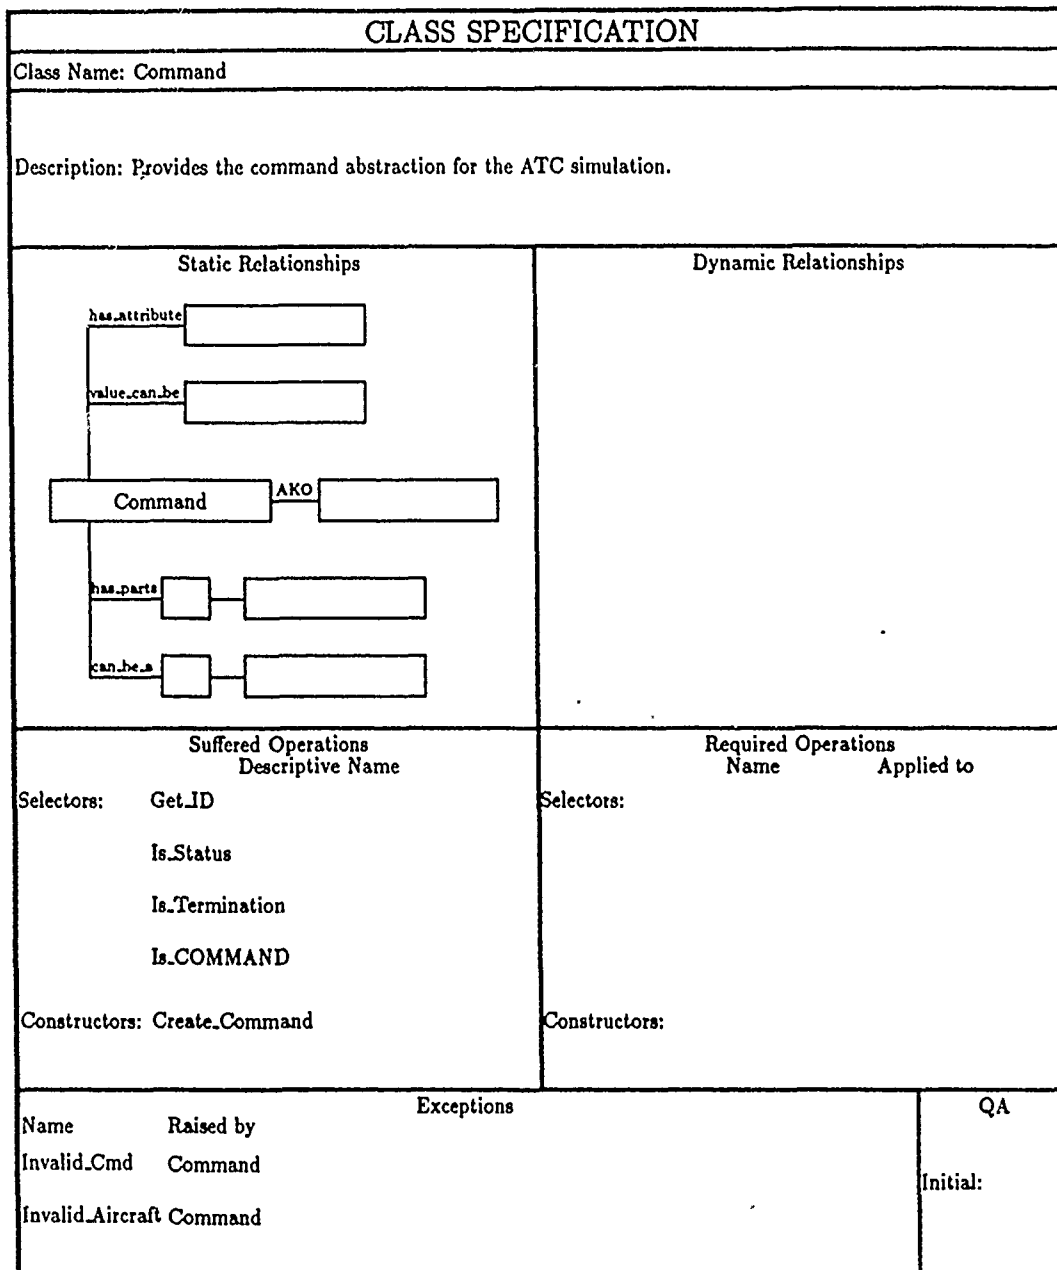 CLASS SPECIFICATION
Class Name: Command
Description: Provides the command abstraction for the ATC simulation.
Static Relationships
has_attribute
value_can_be
Command AKO
has_parts
can_be_a
Dynamic Relationships
Suffered Operations
Descriptive Name
Selectors: Get_ID
Is_Status
Is_Termination
Is_COMMAND
Constructors: Create_Command
Required Operations
Name Applied to
Selectors:
Constructors:
Exceptions
Name Raised by
Invalid_Cmd Command
Invalid_Aircraft Command
QA
Initial: